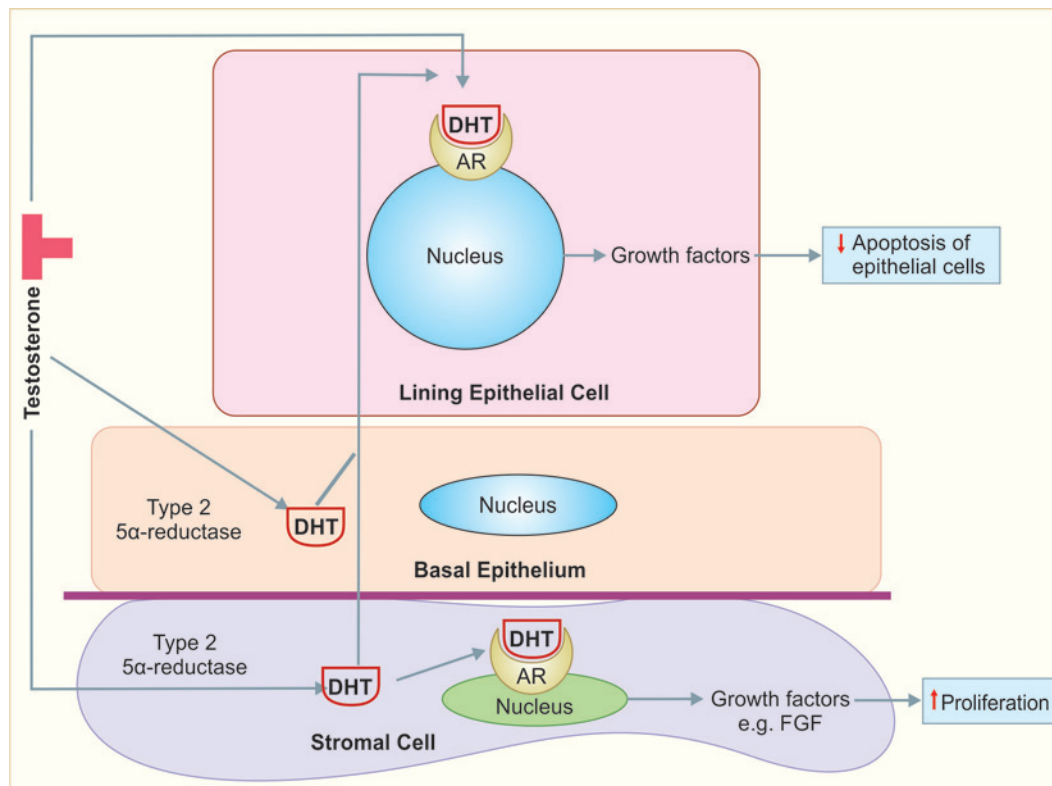 DHT
AR
Nucleus
Growth factors
↓ Apoptosis of
epithelial cells
Lining Epithelial Cell
Testosterone
Type 2
5α-reductase
DHT
Nucleus
Basal Epithelium
Type 2
5α-reductase
DHT
DHT
AR
Nucleus
Growth factors
e.g. FGF
↑ Proliferation
Stromal Cell